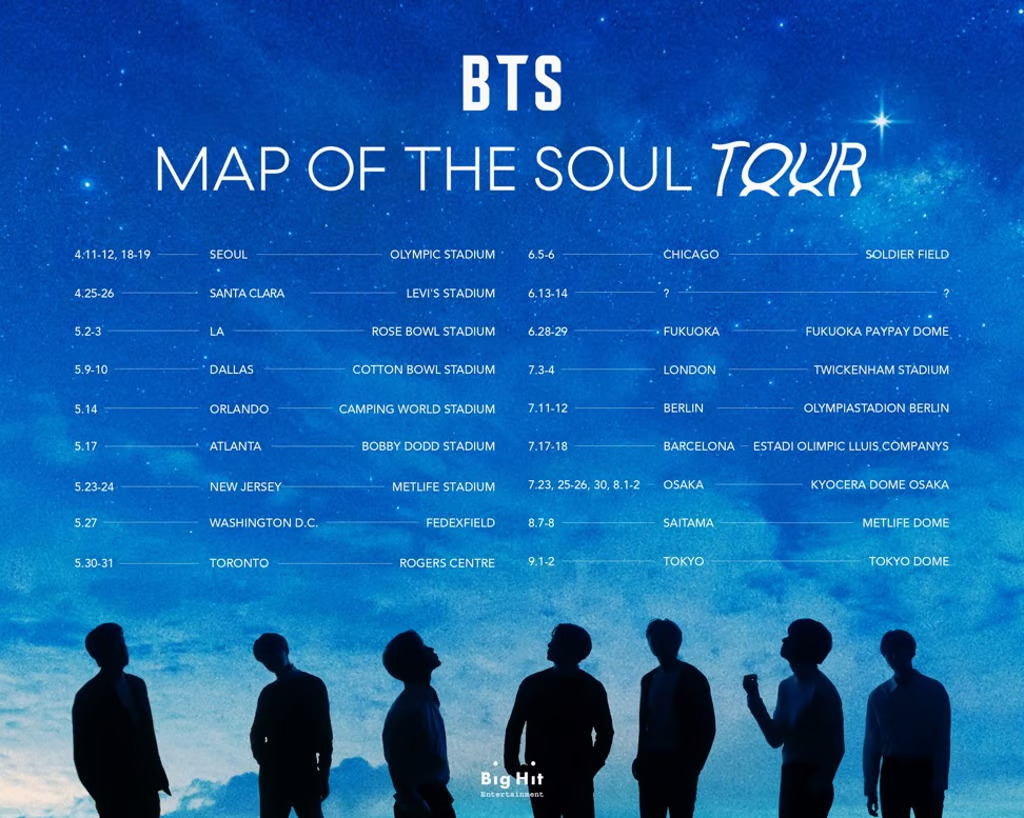 BTS
MAP OF THE SOUL TOUR
4.11-12, 18-19 SEOUL OLYMPIC STADIUM
4.25-26 SANTA CLARA LEVI'S STADIUM
5.2-3 LA ROSE BOWL STADIUM
5.9-10 DALLAS COTTON BOWL STADIUM
5.14 ORLANDO CAMPING WORLD STADIUM
5.17 ATLANTA BOBBY DODD STADIUM
5.23-24 NEW JERSEY METLIFE STADIUM
5.27 WASHINGTON D.C. FEDEXFIELD
5.30-31 TORONTO ROGERS CENTRE
6.5-6 CHICAGO SOLDIER FIELD
6.13-14 ? ?
6.28-29 FUKUOKA FUKUOKA PAYPAY DOME
7.3-4 LONDON TWICKENHAM STADIUM
7.11-12 BERLIN OLYMPIASTADION BERLIN
7.17-18 BARCELONA ESTADI OLIMPIC LLUIS COMPANYS
7.23, 25-26, 30, 8.1-2 OSAKA KYOCERA DOME OSAKA
8.7-8 SAITAMA METLIFE DOME
9.1-2 TOKYO TOKYO DOME
Big Hit
Entertainment